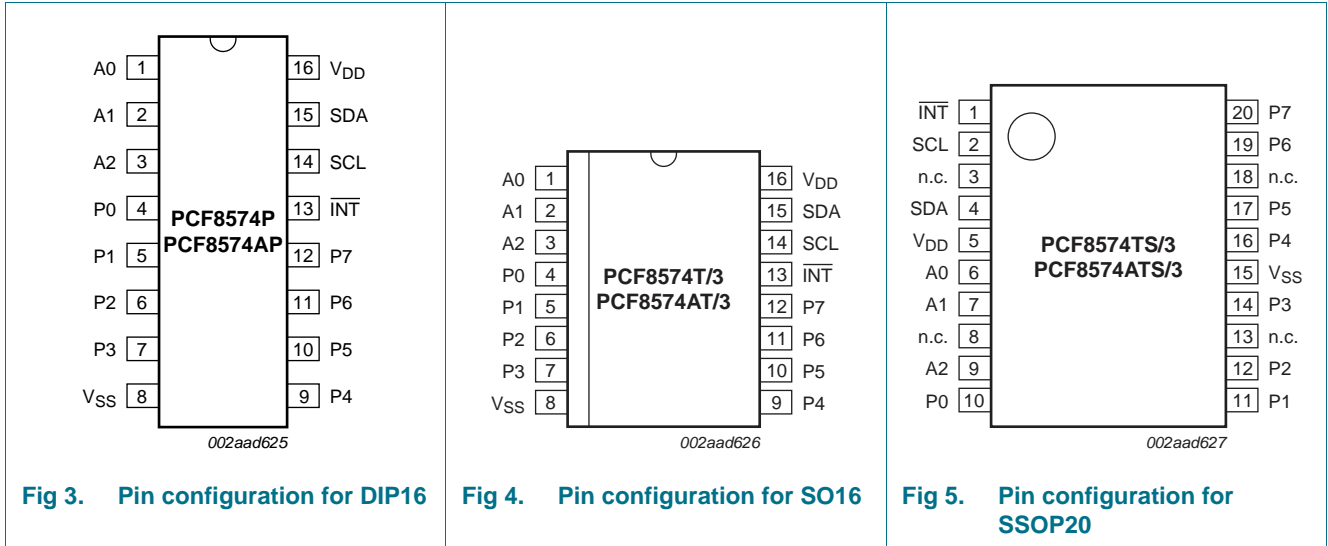 A0 1 16 VDD
A1 2 15 SDA
A2 3 14 SCL
P0 4 13 INT
PCF8574P
PCF8574AP
P1 5 12 P7
P2 6 11 P6
P3 7 10 P5
VSS 8 9 P4
002aad625
Fig 3. Pin configuration for DIP16
A0 1 16 VDD
A1 2 15 SDA
A2 3 14 SCL
P0 4 13 INT
PCF8574T/3
PCF8574AT/3
P1 5 12 P7
P2 6 11 P6
P3 7 10 P5
VSS 8 9 P4
002aad626
Fig 4. Pin configuration for SO16
INT 1 20 P7
SCL 2 19 P6
n.c. 3 18 n.c.
SDA 4 17 P5
VDD 5 16 P4
PCF8574TS/3
PCF8574ATS/3
A0 6 15 VSS
A1 7 14 P3
n.c. 8 13 n.c.
A2 9 12 P2
P0 10 11 P1
002aad627
Fig 5. Pin configuration for
SSOP20